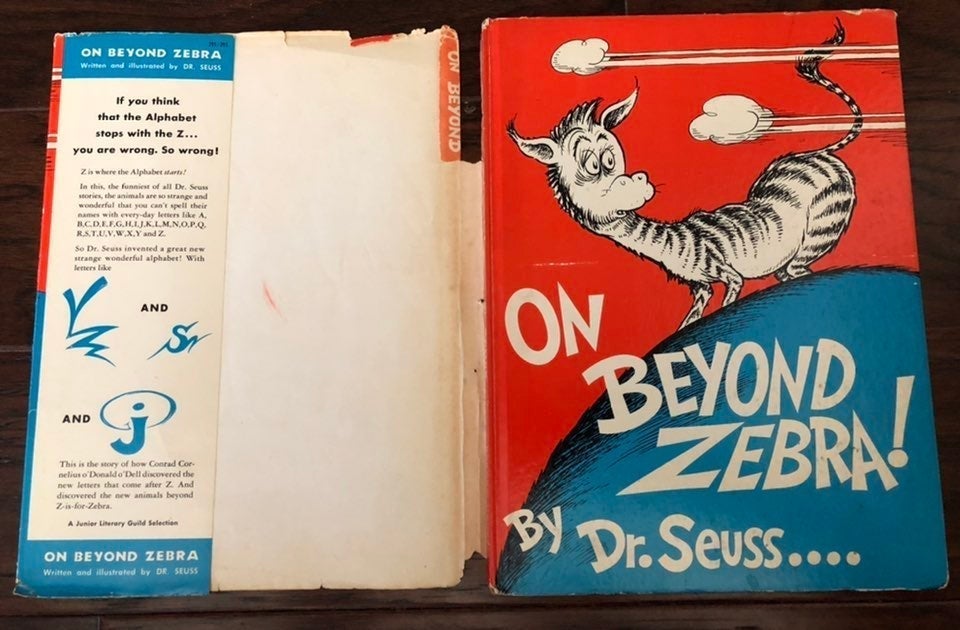 ON BEYOND ZEBRA
Written and illustrated by DR. SEUSS
If you think
that the Alphabet
stops with the Z...
you are wrong. So wrong!
Z is where the Alphabet starts!
In this, the funniest of all Dr. Seuss
stories, the animals are so strange and
wonderful that you can't spell their
names with every-day letters like A,
B,C,D,E,F,G,H,I,J,K,L,M,N,O,P,Q,
R,S,T,U,V,W,X,Y and Z.
So Dr. Seuss invented a great new
strange wonderful alphabet! With
letters like
AND
AND
This is the story of how Conrad Cor-
nelius o'Donald o'Dell discovered the
new letters that come after Z. And
discovered the new animals beyond
Z-is-for-Zebra.
A Junior Literary Guild Selection
ON BEYOND ZEBRA
Written and illustrated by DR. SEUSS
ON BEYOND
ON
BEYOND
ZEBRA!
By Dr. Seuss....